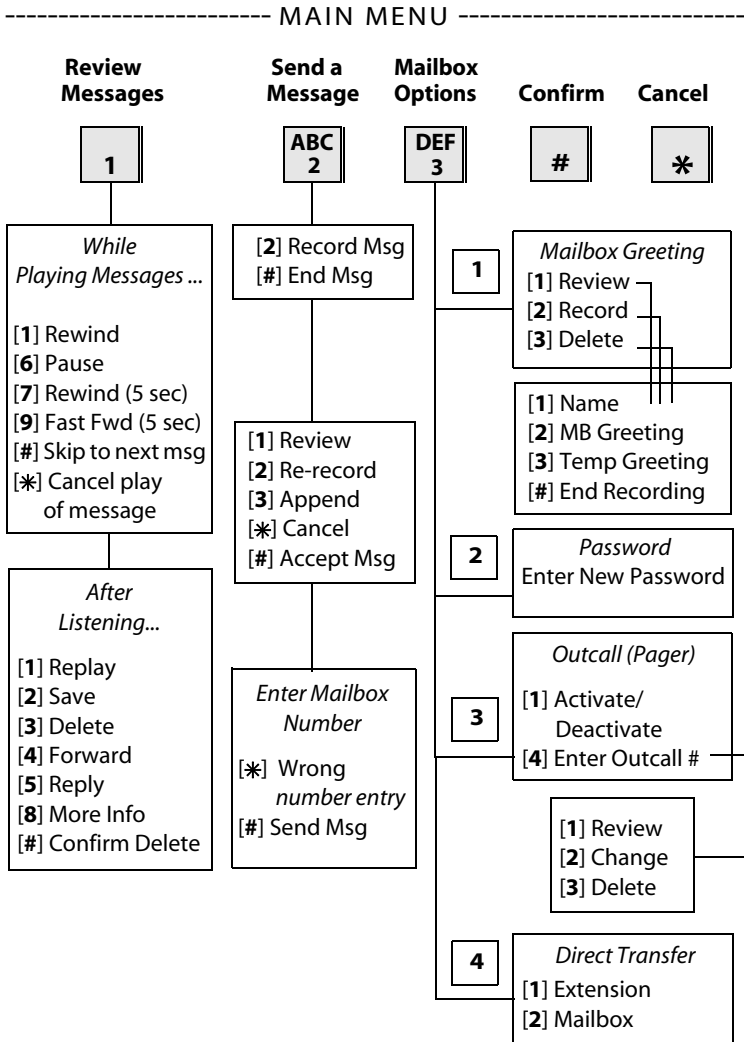 MAIN MENU
Review
Messages
Send a
Message
Mailbox
Options
Confirm
Cancel
1
ABC
2
DEF
3
#
*
While
Playing Messages ...
[1] Rewind
[6] Pause
[7] Rewind (5 sec)
[9] Fast Fwd (5 sec)
[#] Skip to next msg
[*] Cancel play
of message
After
Listening...
[1] Replay
[2] Save
[3] Delete
[4] Forward
[5] Reply
[8] More Info
[#] Confirm Delete
[2] Record Msg
[#] End Msg
[1] Review
[2] Re-record
[3] Append
[*] Cancel
[#] Accept Msg
Enter Mailbox
Number
[*] Wrong
number entry
[#] Send Msg
1
Mailbox Greeting
[1] Review
[2] Record
[3] Delete
[1] Name
[2] MB Greeting
[3] Temp Greeting
[#] End Recording
2
Password
Enter New Password
3
Outcall (Pager)
[1] Activate/
Deactivate
[4] Enter Outcall #
[1] Review
[2] Change
[3] Delete
4
Direct Transfer
[1] Extension
[2] Mailbox